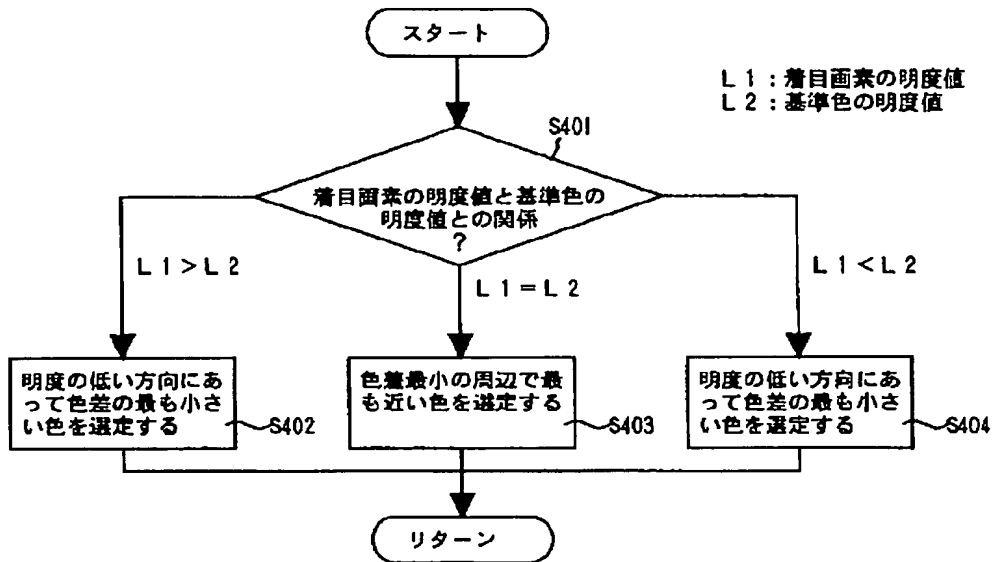 スタート
L1：着目画素の明度値
L2：基準色の明度値
S401
着目画素の明度値と基準色の
明度値との関係
？
L1＞L2
L1＝L2
L1＜L2
明度の低い方向にあ
って色差の最も小さ
い色を選定する
S402
色差最小の周辺で最
も近い色を選定する
S403
明度の低い方向にあ
って色差の最も小さ
い色を選定する
S404
リターン